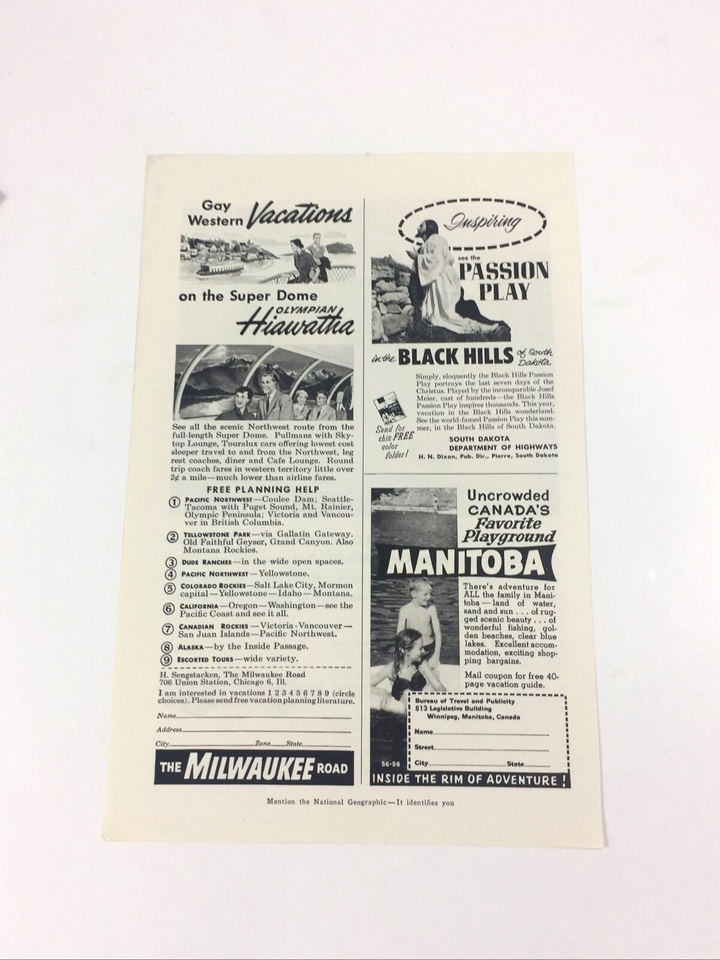 Gay
Western Vacations
on the Super Dome
OLYMPIAN
Hiawatha
See all the scenic Northwest route from the
full-length Super Dome. Pullmans with Sky-
top Lounge, Touralux cars offering lowest cost
sleeper travel to and from the Northwest, leg
rest coaches, diner and Cafe Lounge. Round
trip coach fares in western territory little over
2¢ a mile—much lower than airline fares.
FREE PLANNING HELP
1 PACIFIC NORTHWEST—Coulee Dam; Seattle-
Tacoma with Puget Sound, Mt. Rainier,
Olympic Peninsula; Victoria and Vancou-
ver in British Columbia.
2 YELLOWSTONE PARK—via Gallatin Gateway.
Old Faithful Geyser, Grand Canyon. Also
Montana Rockies.
3 DUDE RANCHES—in the wide open spaces.
4 PACIFIC NORTHWEST—Yellowstone.
5 COLORADO ROCKIES—Salt Lake City, Mormon
capital—Yellowstone—Idaho—Montana.
6 CALIFORNIA—Oregon—Washington—see the
Pacific Coast and see it all.
7 CANADIAN ROCKIES—Victoria-Vancouver—
San Juan Islands—Pacific Northwest.
8 ALASKA—by the Inside Passage.
9 ESCORTED TOURS—wide variety.
H. Sengstacken, The Milwaukee Road
706 Union Station, Chicago 6, Ill.
I am interested in vacations 1 2 3 4 5 6 7 8 9 (circle
choices). Please send free vacation planning literature.
Name
Address
City Zone State
THE MILWAUKEE ROAD
Inspiring
see the
PASSION
PLAY
in the BLACK HILLS of South
Dakota
Simply, eloquently the Black Hills Passion
Play portrays the last seven days of the
Christus. Played by the incomparable Josef
Meier, cast of hundreds—the Black Hills
Passion Play inspires thousands. This year,
vacation in the Black Hills wonderland.
See the world-famed Passion Play this sum-
mer, in the Black Hills of South Dakota.
Send for
this FREE
color
folder!
SOUTH DAKOTA
DEPARTMENT OF HIGHWAYS
H. N. Dixon, Pub. Dir., Pierre, South Dakota
Uncrowded
CANADA'S
Favorite
Playground
MANITOBA
There's adventure for
ALL the family in Mani-
toba—land of water,
sand and sun . . . of rug-
ged scenic beauty . . . of
wonderful fishing, gol-
den beaches, clear blue
lakes. Excellent accom-
modation, exciting shop-
ping bargains.
Mail coupon for free 40-
page vacation guide.
Bureau of Travel and Publicity
813 Legislative Building
Winnipeg, Manitoba, Canada
Name
Street
City State
56-56
INSIDE THE RIM OF ADVENTURE!
Mention the National Geographic—It identifies you